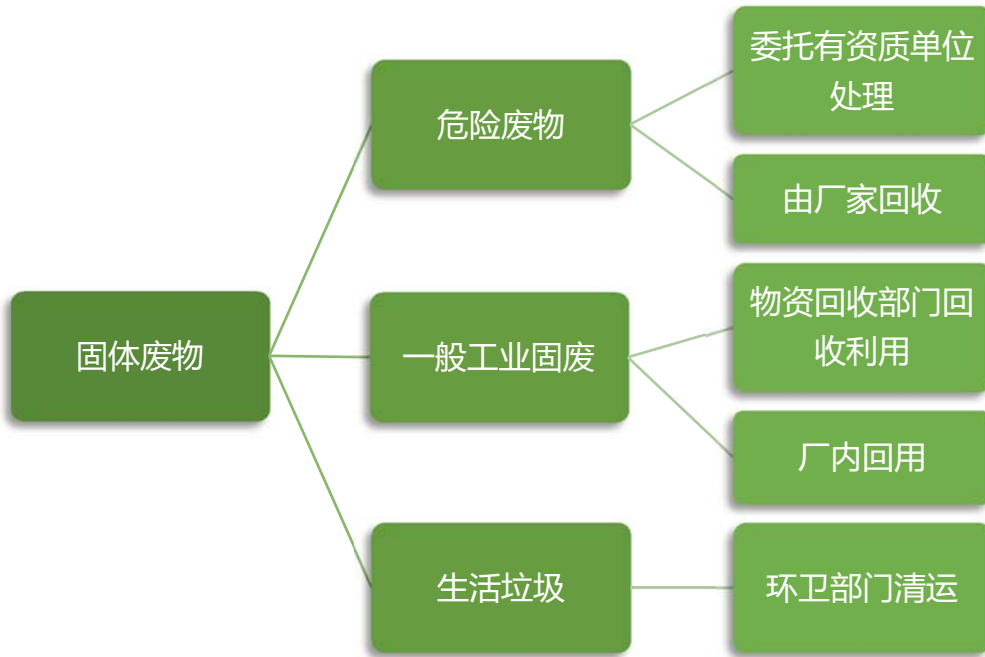 固体废物
危险废物
委托有资质单位
处理
由厂家回收
一般工业固废
物资回收部门回
收利用
厂内回用
生活垃圾
环卫部门清运